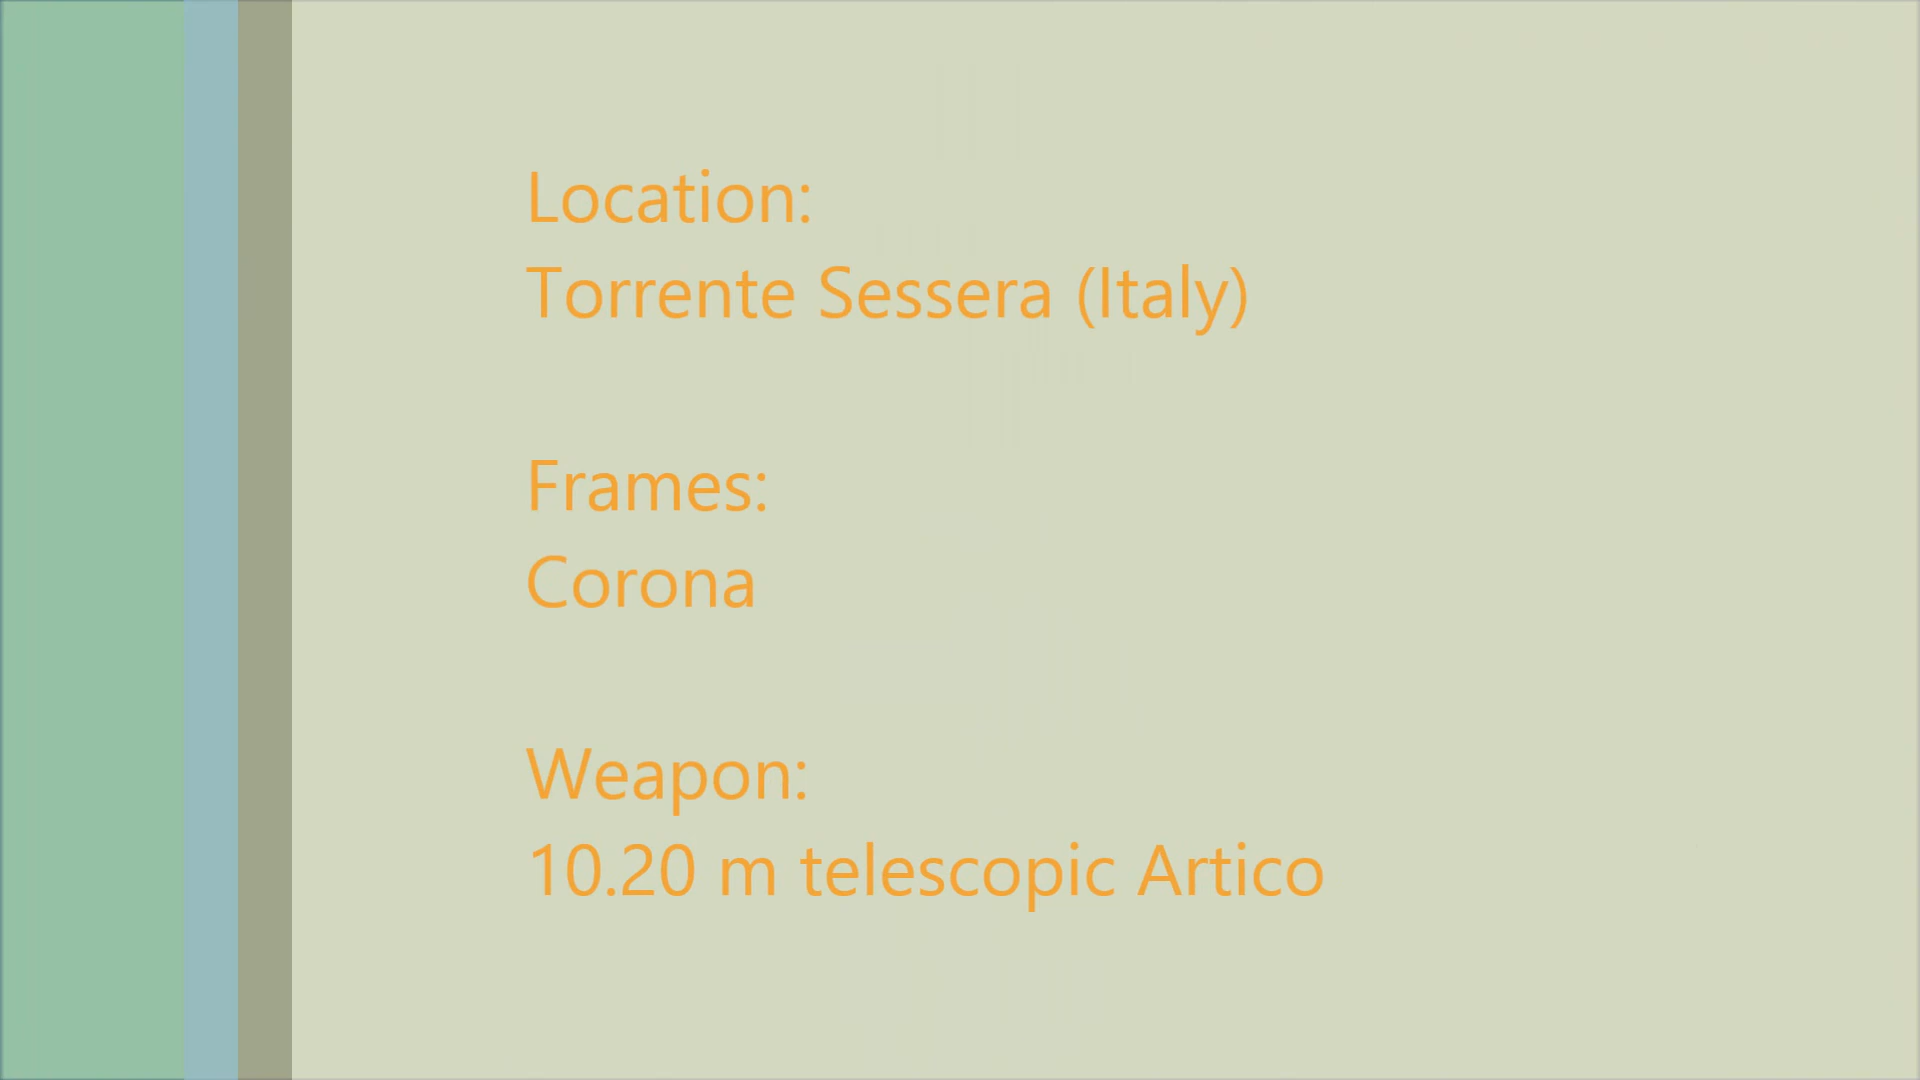 Location:
Torrente Sessera (Italy)
Frames:
Corona
Weapon:
10.20 m telescopic Artico